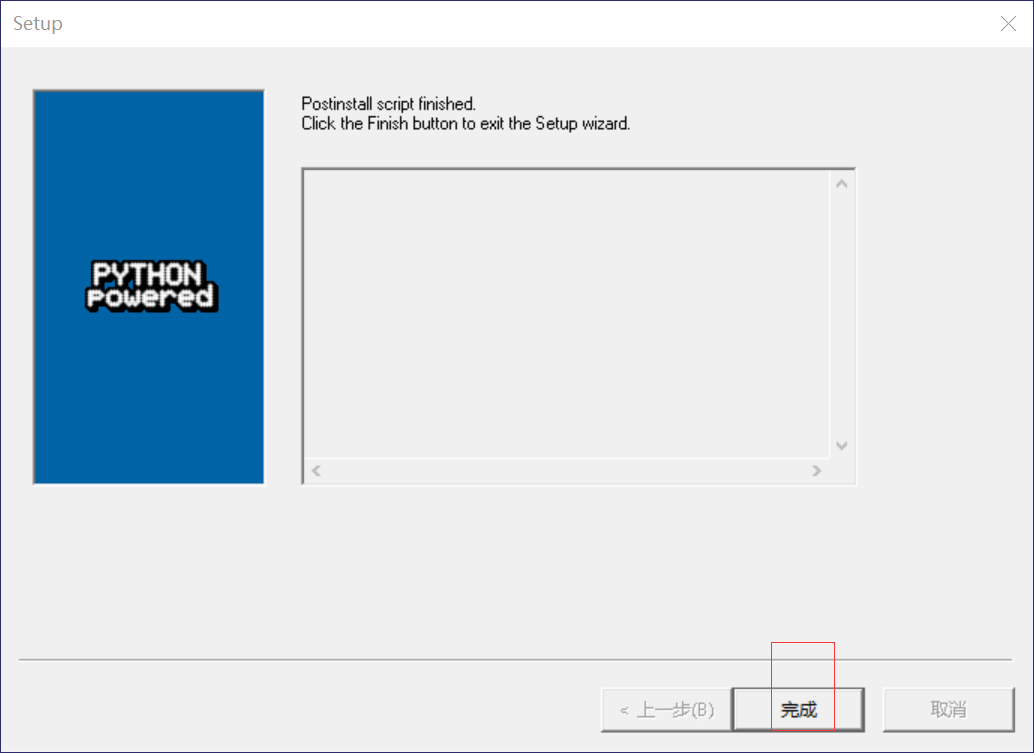 Setup
Postinstall script finished.
Click the Finish button to exit the Setup wizard.
PYTHON
powered
< 上一步(B)
完成
取消